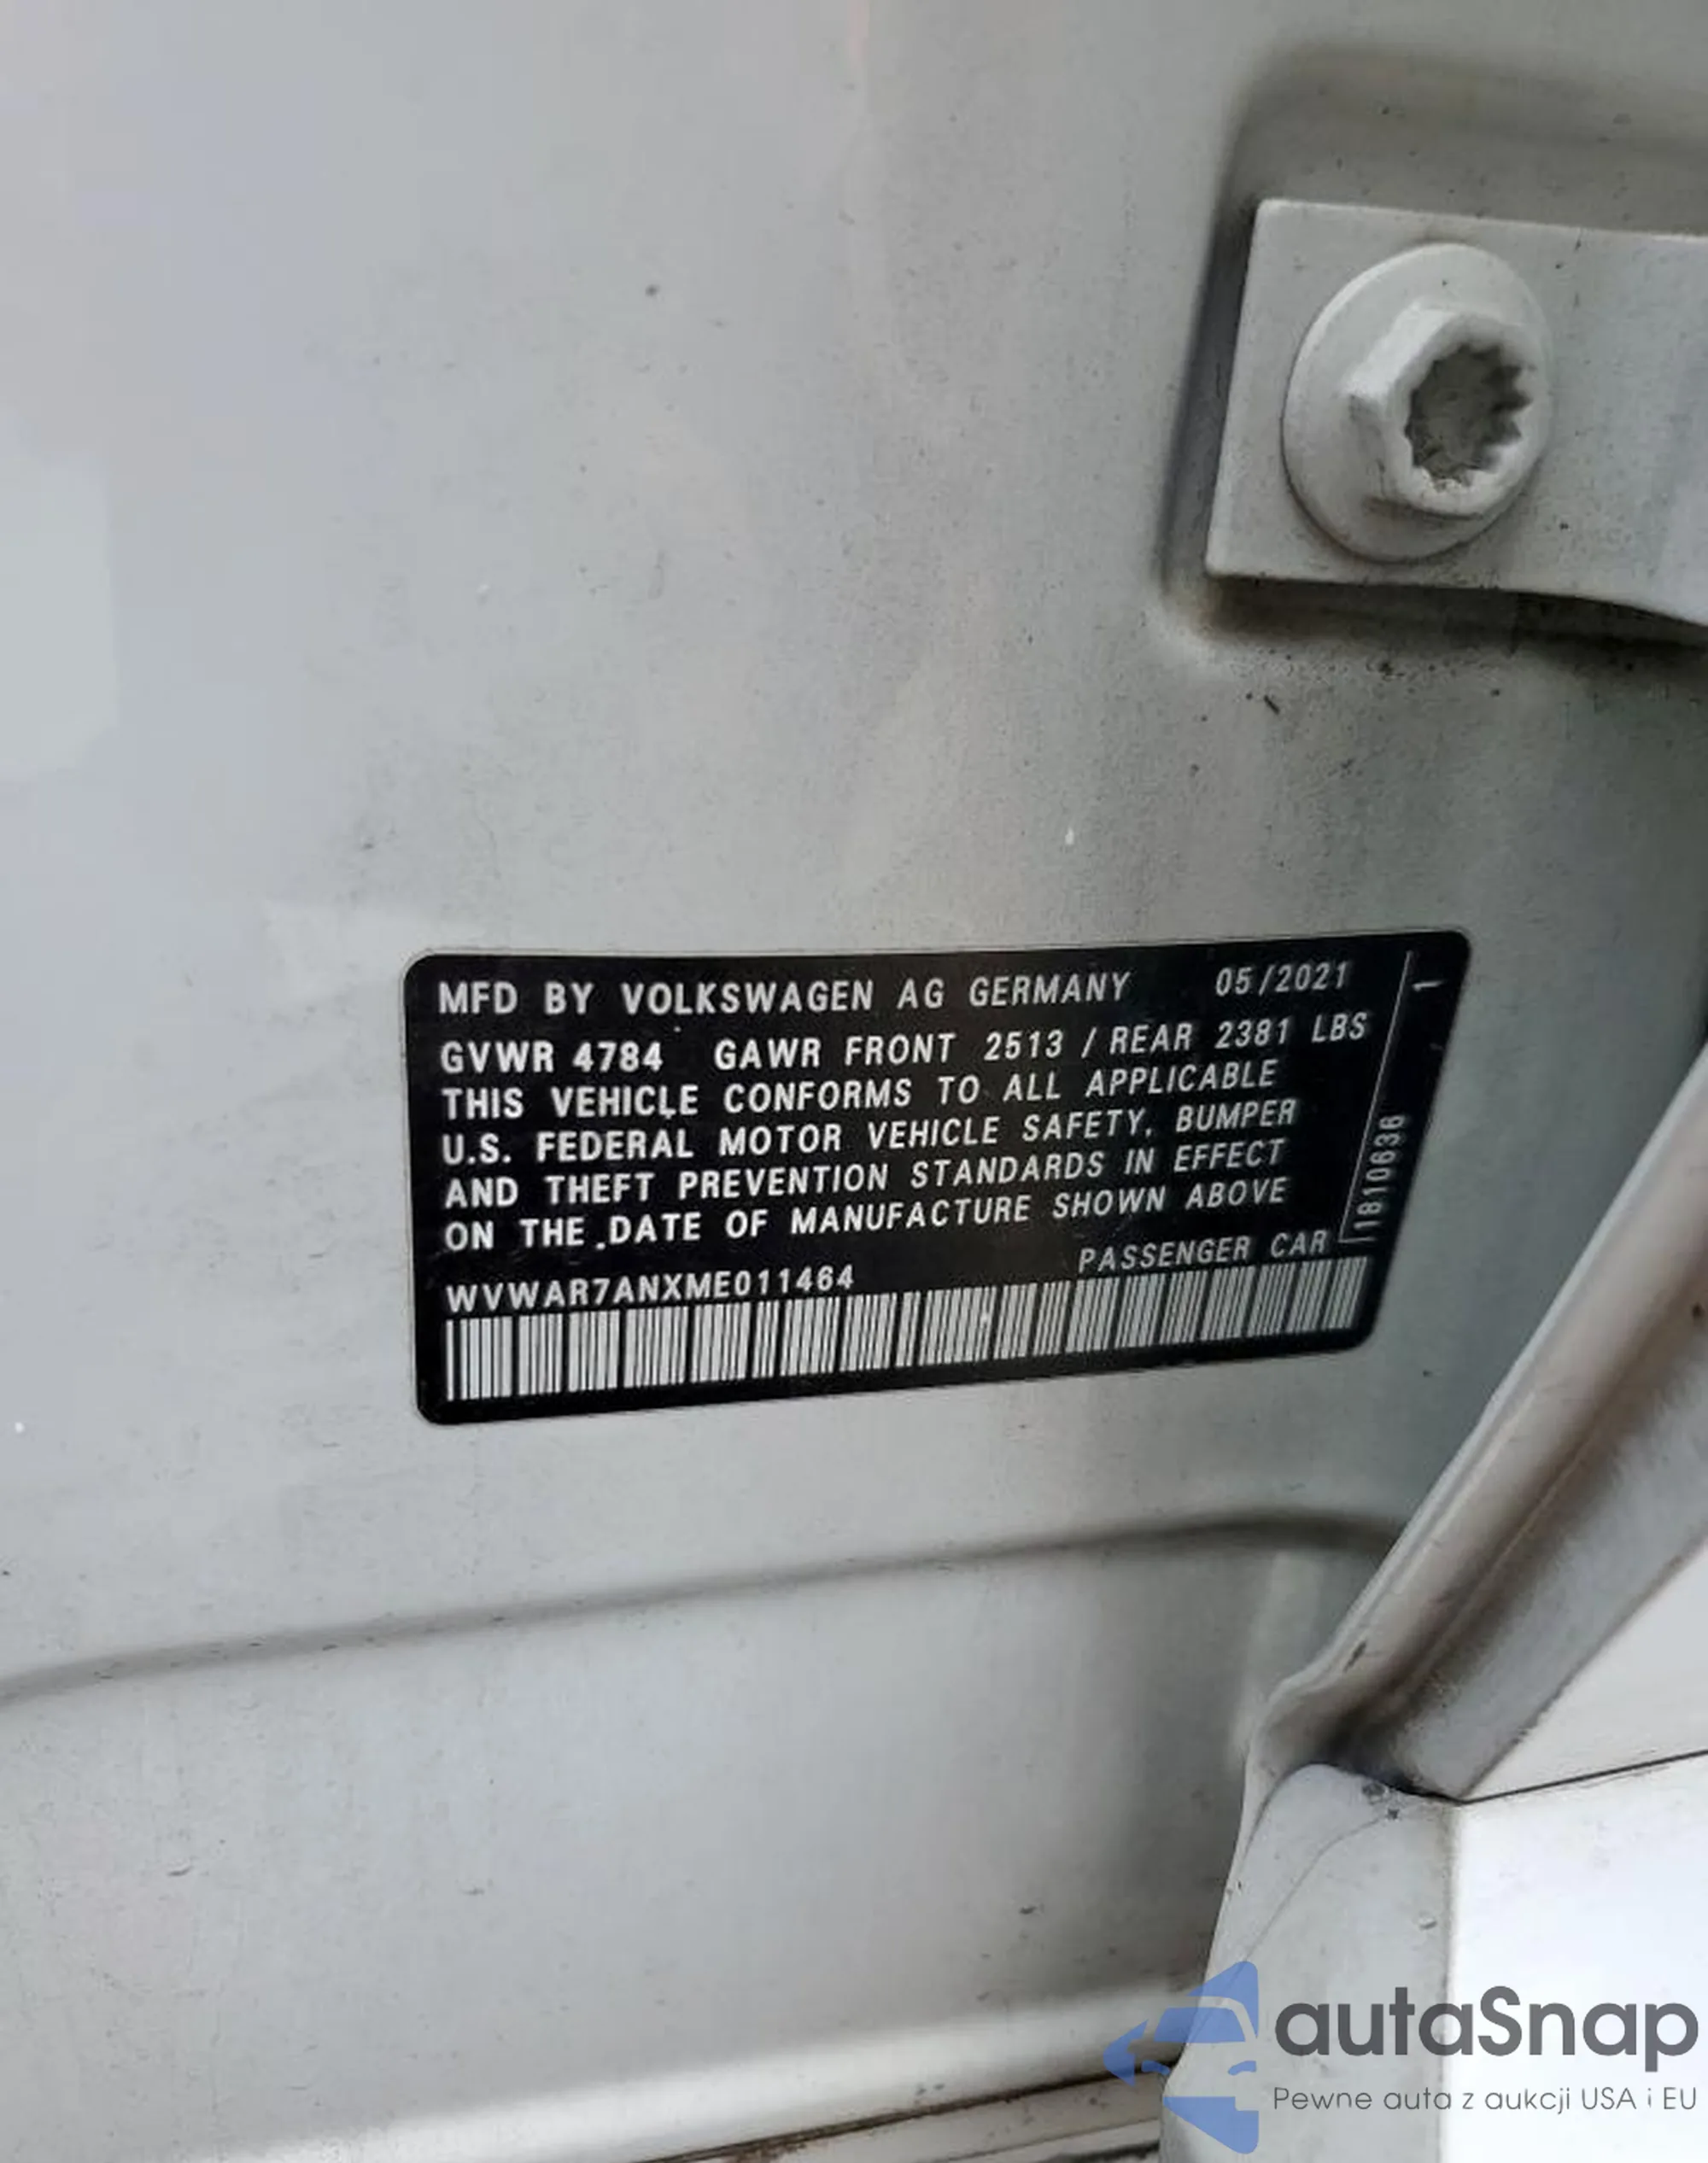 MFD BY VOLKSWAGEN AG GERMANY 05/2021
GVWR 4784 GAWR FRONT 2513 / REAR 2381 LBS
THIS VEHICLE CONFORMS TO ALL APPLICABLE
U.S. FEDERAL MOTOR VEHICLE SAFETY, BUMPER
AND THEFT PREVENTION STANDARDS IN EFFECT
ON THE DATE OF MANUFACTURE SHOWN ABOVE
PASSENGER CAR
WVWAR7ANXME011464
1810636
1
autaSnap
Pewne auta z aukcji USA i EU